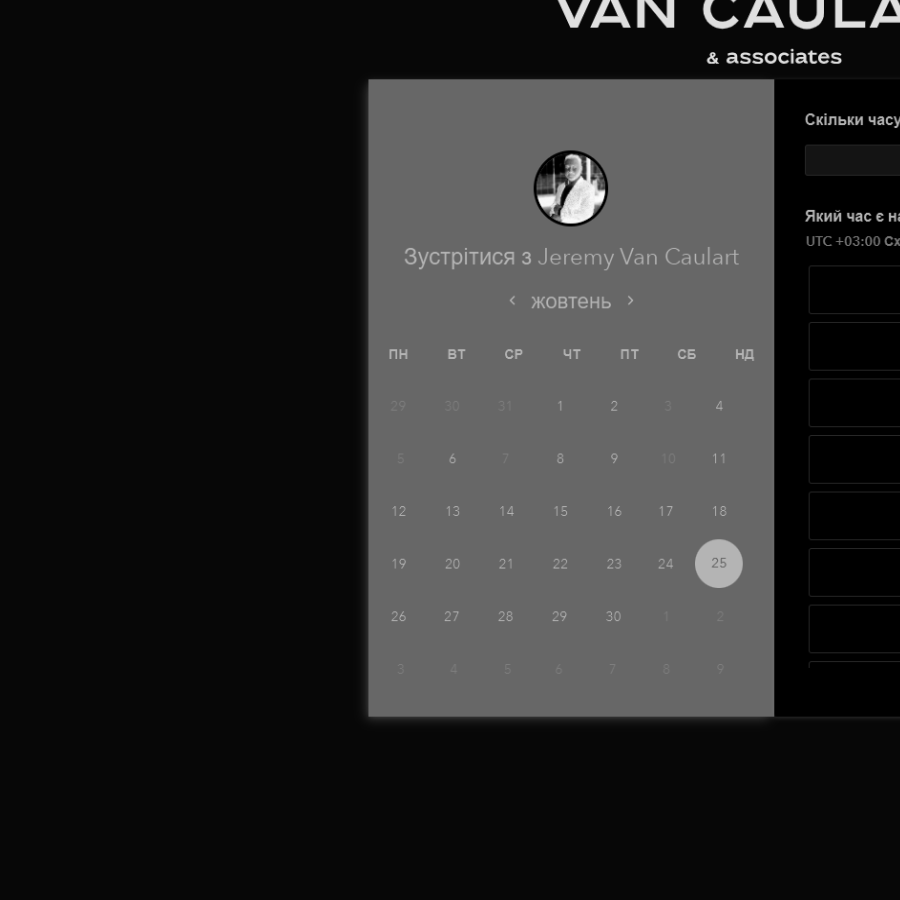 VAN CAULA
& associates
Зустрітися з Jeremy Van Caulart
‹ жовтень ›
ПН ВТ СР ЧТ ПТ СБ НД
29 30 31 1 2 3 4
5 6 7 8 9 10 11
12 13 14 15 16 17 18
19 20 21 22 23 24 25
26 27 28 29 30 1 2
3 4 5 6 7 8 9
Скільки часу
Який час є на
UTC +03:00 Сх